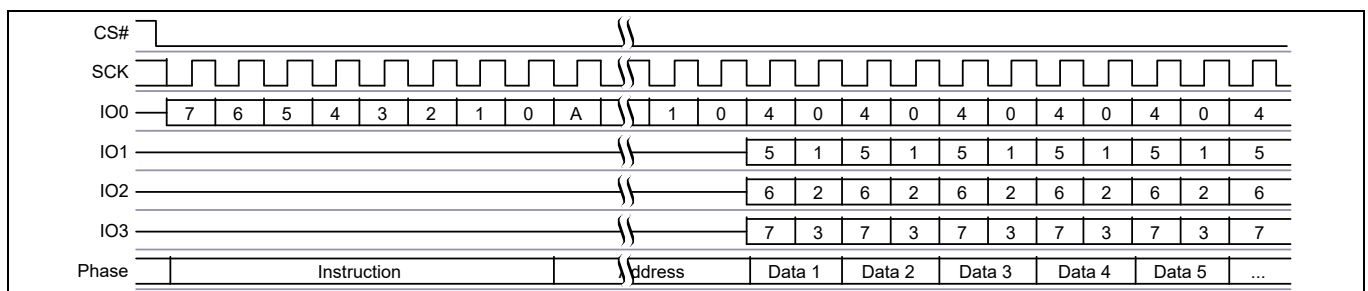 CS#
SCK
IO0 7 6 5 4 3 2 1 0 A 1 0 4 0 4 0 4 0 4 0 4 0 4
IO1 5 1 5 1 5 1 5 1 5 1 5
IO2 6 2 6 2 6 2 6 2 6 2 6
IO3 7 3 7 3 7 3 7 3 7 3 7
Phase Instruction Address Data 1 Data 2 Data 3 Data 4 Data 5 ...